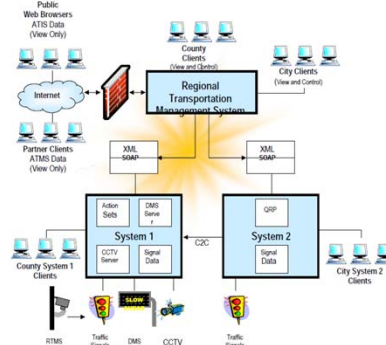 Public
Web Browsers
ATIS Data
(View Only)
County
Clients
(View and Control)
City Clients
(View and Control)
Internet
Regional
Transportation
Management System
Partner Clients
ATMS Data
(View Only)
XML
SOAP
XML
SOAP
Action
Sets
DMS
Serve
r
QRP
System 1
System 2
C2C
CCTV
Server
Signal
Data
Signal
Data
County System 1
Clients
City System 2
Clients
SLOW
RTMS
Traffic
Signals
DMS
CCTV
Traffic
Signals